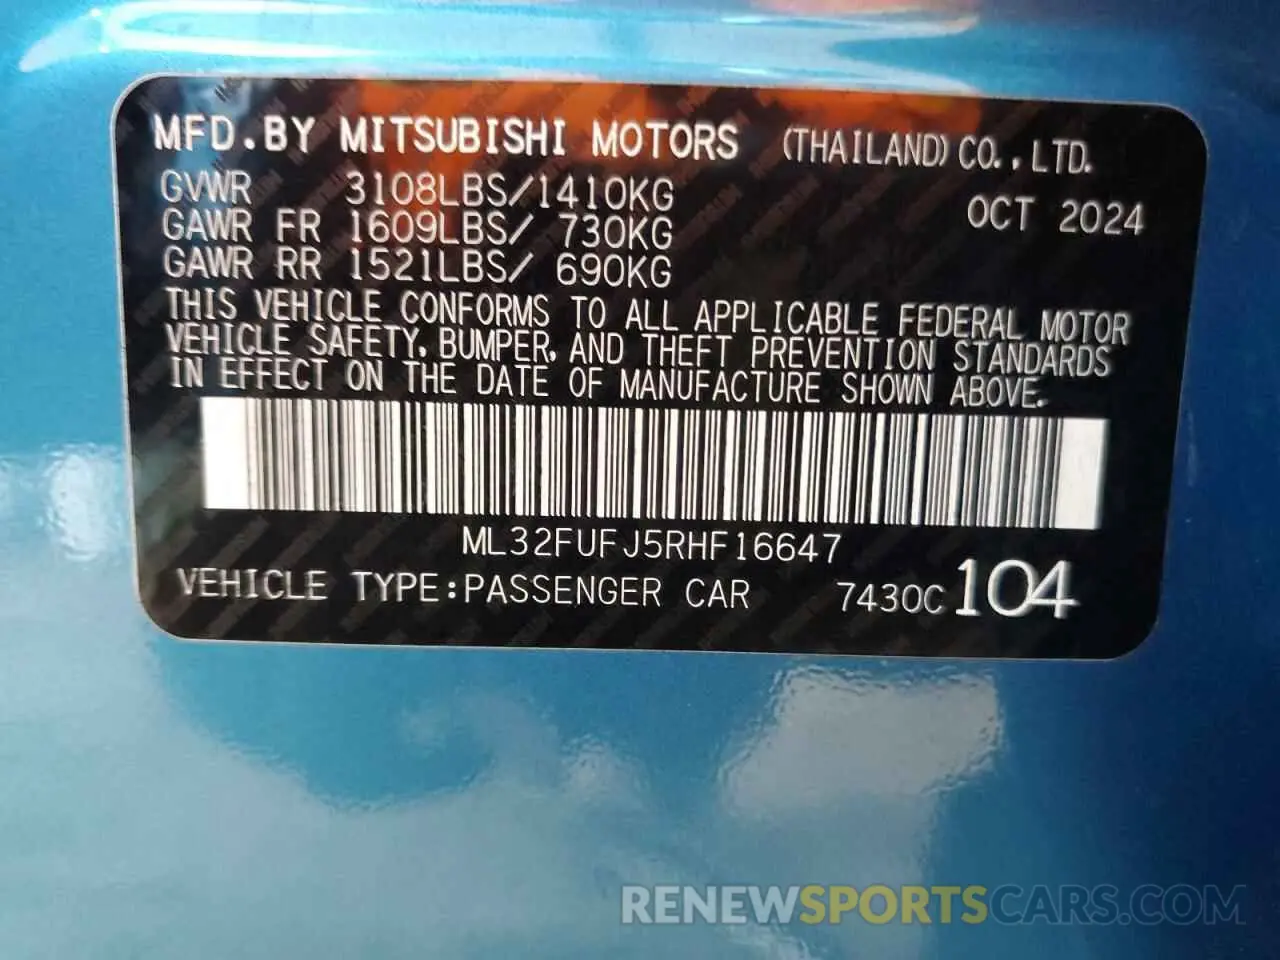 MFD.BY MITSUBISHI MOTORS (THAILAND) CO.,LTD.
GVWR 3108LBS/1410KG OCT 2024
GAWR FR 1609LBS/ 730KG
GAWR RR 1521LBS/ 690KG
THIS VEHICLE CONFORMS TO ALL APPLICABLE FEDERAL MOTOR
VEHICLE SAFETY, BUMPER, AND THEFT PREVENTION STANDARDS
IN EFFECT ON THE DATE OF MANUFACTURE SHOWN ABOVE.
ML32FUFJ5RHF16647
VEHICLE TYPE:PASSENGER CAR 7430C 104
RENEWSPORTSCARS.COM